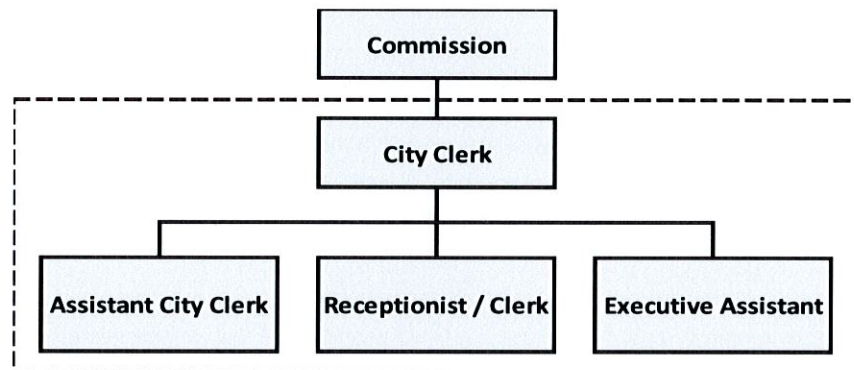 Commission
City Clerk
Assistant City Clerk
Receptionist / Clerk
Executive Assistant